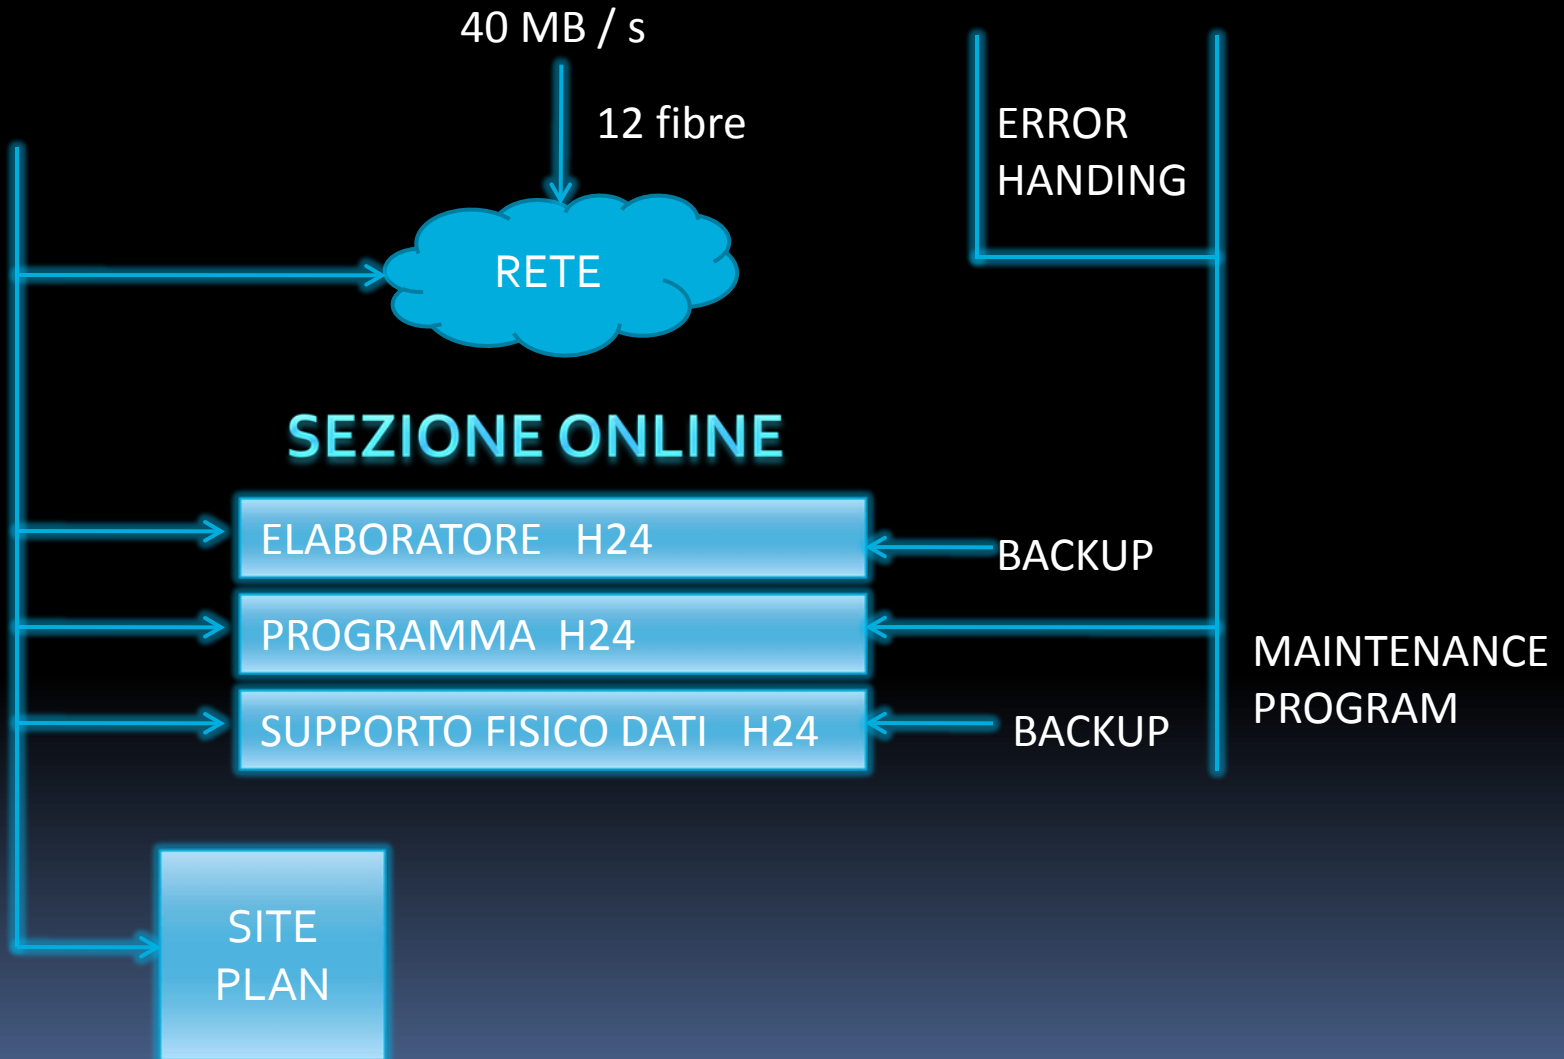 40 MB / s
12 fibre
ERROR
HANDING
RETE
SEZIONE ONLINE
ELABORATORE   H24
BACKUP
PROGRAMMA  H24
MAINTENANCE
PROGRAM
SUPPORTO FISICO DATI   H24
BACKUP
SITE
PLAN